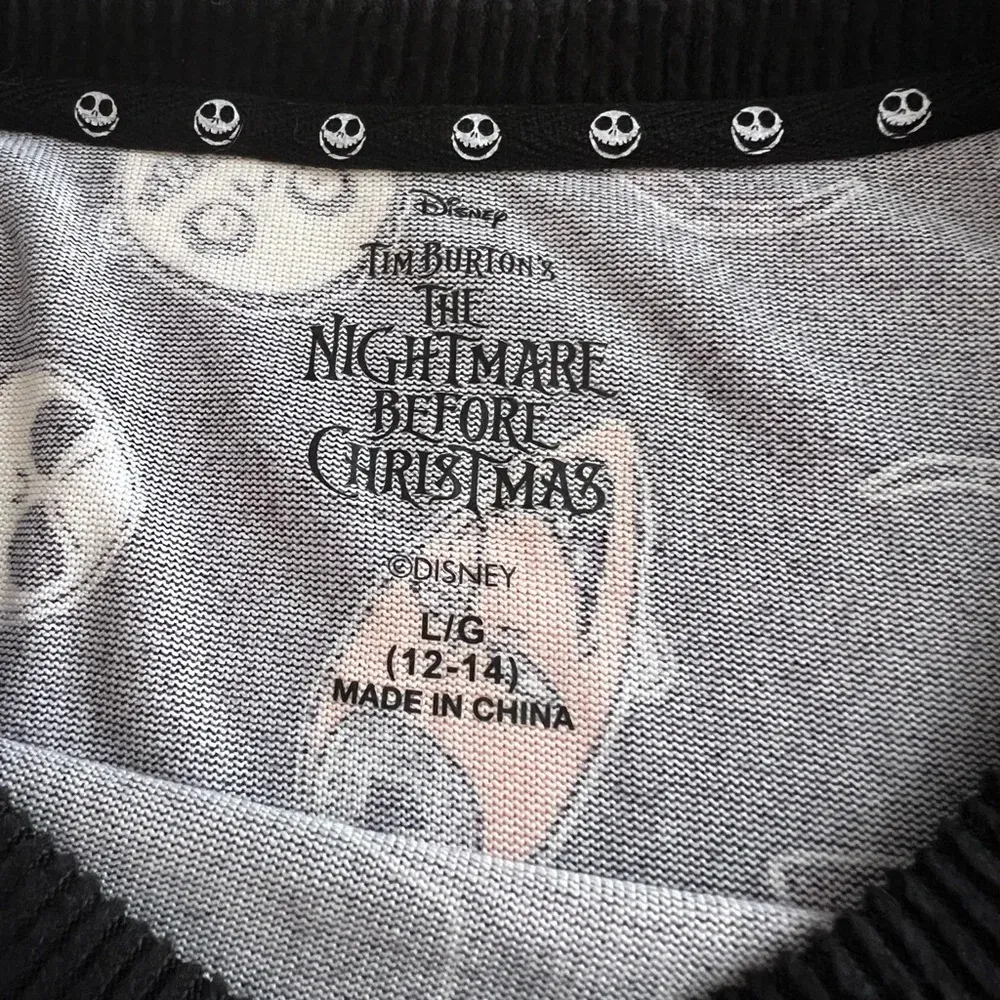 Disney
TIM BURTON'S
THE
NIGHTMARE
BEFORE
CHRISTMAS
©DISNEY
L/G
(12-14)
MADE IN CHINA